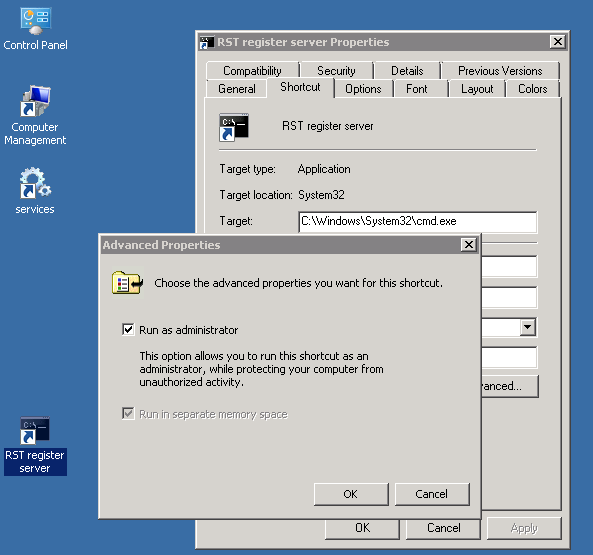 Control Panel
Computer
Management
services
RST register
server
RST register server Properties
Compatibility Security Details Previous Versions
General Shortcut Options Font Layout Colors
RST register server
Target type: Application
Target location: System32
Target: C:\Windows\System32\cmd.exe
Advanced Properties
Choose the advanced properties you want for this shortcut.
Run as administrator
This option allows you to run this shortcut as an
administrator, while protecting your computer from
unauthorized activity.
Run in separate memory space
OK Cancel
OK Cancel Apply